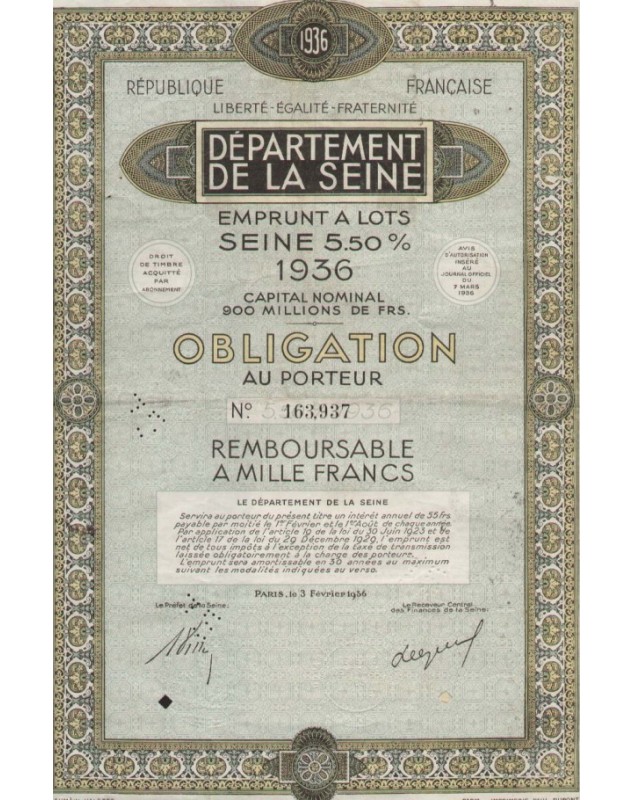 1936
RÉPUBLIQUE FRANÇAISE
LIBERTÉ-ÉGALITÉ-FRATERNITÉ
DÉPARTEMENT
DE LA SEINE
EMPRUNT A LOTS
SEINE 5.50 %
1936
DROIT
DE TIMBRE
ACQUITTÉ
PAR
ABONNEMENT
AVIS
D'AUTORISATION
INSÉRÉ
AU
JOURNAL OFFICIEL
DU
7 MARS
1936
CAPITAL NOMINAL
900 MILLIONS DE FRS.
OBLIGATION
AU PORTEUR
Nº 163,937
REMBOURSABLE
A MILLE FRANCS
LE DÉPARTEMENT DE LA SEINE
Servira au porteur du présent titre un intérêt annuel de 55 frs
payable par moitié le 1er Février et le 1er Août de chaque année.
Par application de l'article 19 de la loi du 30 Juin 1923 et de
l'article 17 de la loi du 29 Décembre 1929, l'emprunt est
net de tous impôts à l'exception de la taxe de transmission
laissée obligatoirement à la charge des porteurs.
L'emprunt sera amortissable en 30 années au maximum
suivant les modalités indiquées au verso.
PARIS, le 3 Février 1936
Le Préfet de la Seine:
Le Receveur Central
des Finances de la Seine: